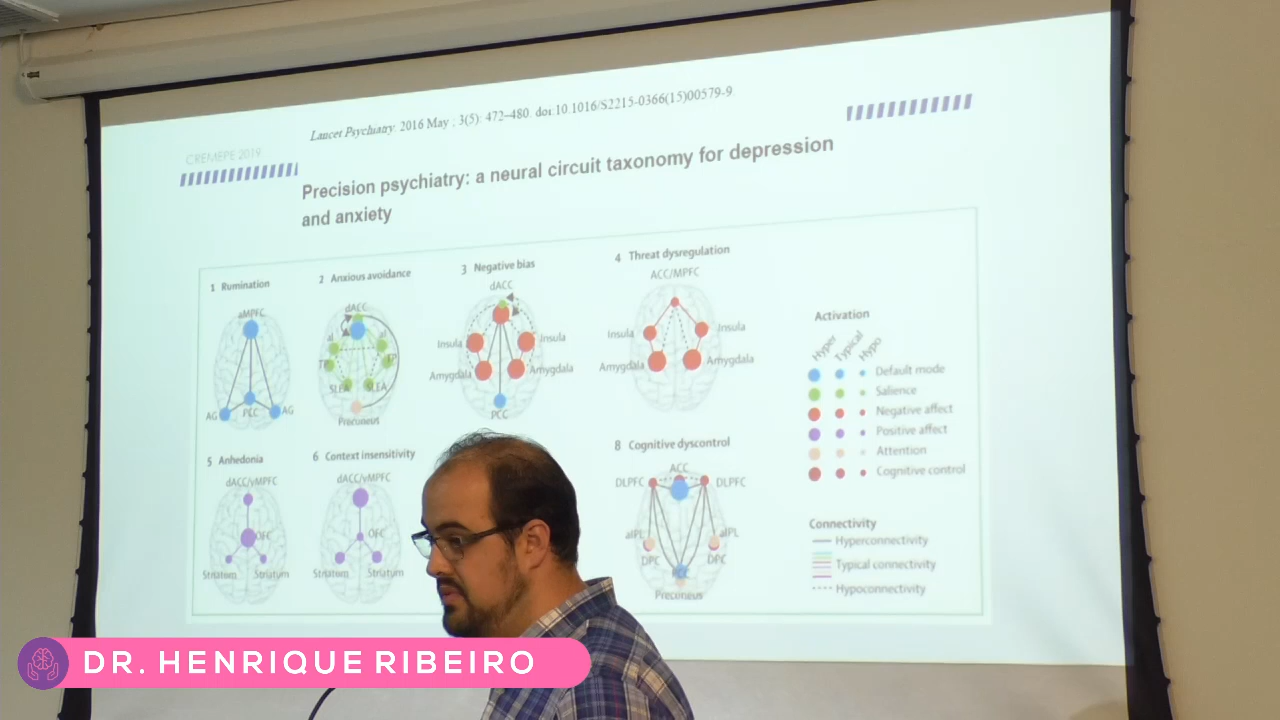 Lancet Psychiatry. 2016 May ; 3(5): 472–480. doi:10.1016/S2215-0366(15)00579-9
CREMEPE 2019
Precision psychiatry: a neural circuit taxonomy for depression
and anxiety
1 Rumination
aMPFC
AG
PCC
AG
2 Anxious avoidance
dACC
aI
aI
TP
TP
SLEA
SLEA
Precuneus
3 Negative bias
dACC
Insula
Insula
Amygdala
Amygdala
PCC
4 Threat dysregulation
ACC/MPFC
Insula
Insula
Amygdala
Amygdala
5 Anhedonia
dACC/vMPFC
OFC
Striatum
Striatum
6 Context insensitivity
dACC/vMPFC
OFC
Striatum
Striatum
8 Cognitive dyscontrol
ACC
DLPFC
DLPFC
aIPL
aIPL
DPC
DPC
Precuneus
Activation
Hyper
Typical
Hypo
Default mode
Salience
Negative affect
Positive affect
Attention
Cognitive control
Connectivity
Hyperconnectivity
Typical connectivity
Hypoconnectivity
DR. HENRIQUE RIBEIRO